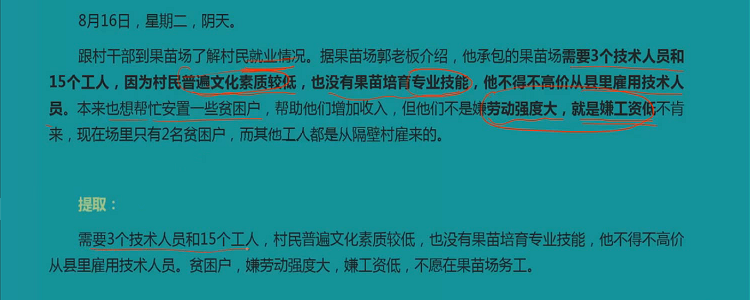 8月16日，星期二，阴天。
跟村干部到果苗场了解村民就业情况。据果苗场郭老板介绍，他承包的果苗场需要3个技术人员和
15个工人，因为村民普遍文化素质较低，也没有果苗培育专业技能，他不得不高价从县里雇用技术人
员。本来也想帮忙安置一些贫困户，帮助他们增加收入，但他们不是嫌劳动强度大，就是嫌工资低不肯
来，现在场里只有2名贫困户，而其他工人都是从隔壁村雇来的。
提取：
需要3个技术人员和15个工人，村民普遍文化素质较低，也没有果苗培育专业技能，他不得不高价
从县里雇用技术人员。贫困户，嫌劳动强度大，嫌工资低，不愿在果苗场务工。